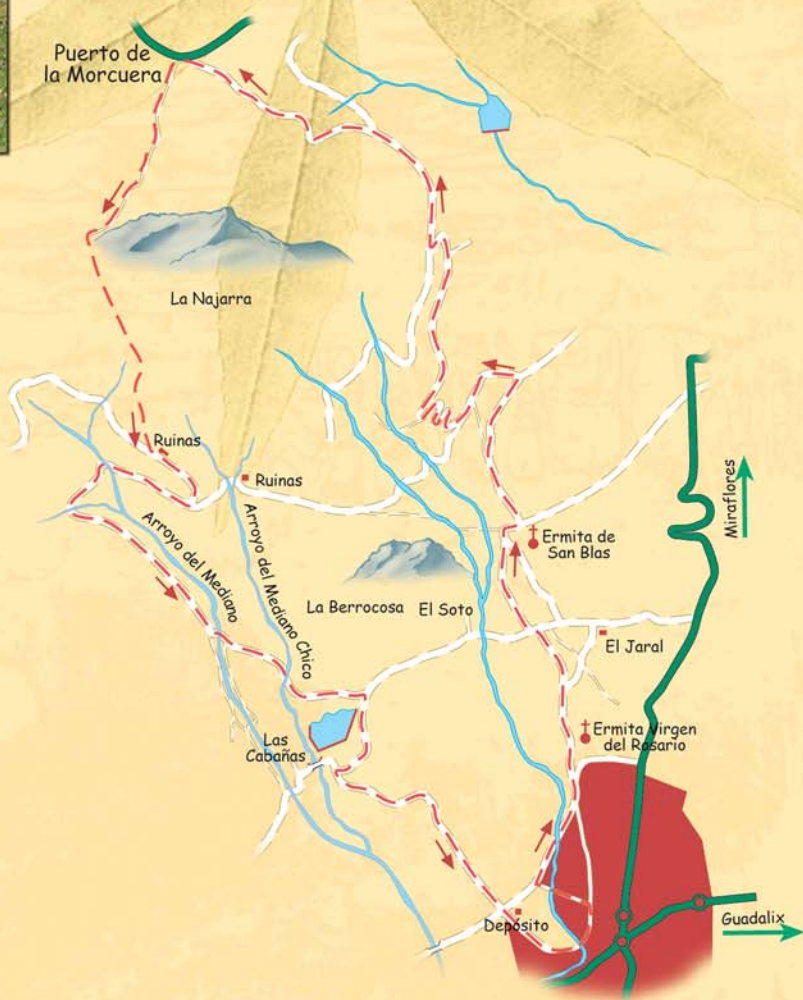 Puerto de
la Morcuera
La Najarra
Ruinas
Ruinas
Miraflores
Arroyo del Mediano
Arroyo del Mediano Chico
Ermita de
San Blas
La Berrocosa
El Soto
El Jaral
Ermita Virgen
del Rosario
Las
Cabañas
Depósito
Guadalix